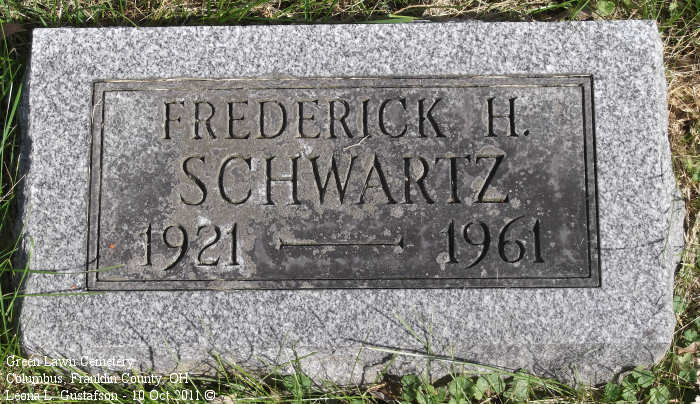 FREDERICK H.
SCHWARTZ
1921 — 1961
Green Lawn Cemetery
Columbus, Franklin County, OH
Leona L. Gustafson - 10 Oct 2011 ©